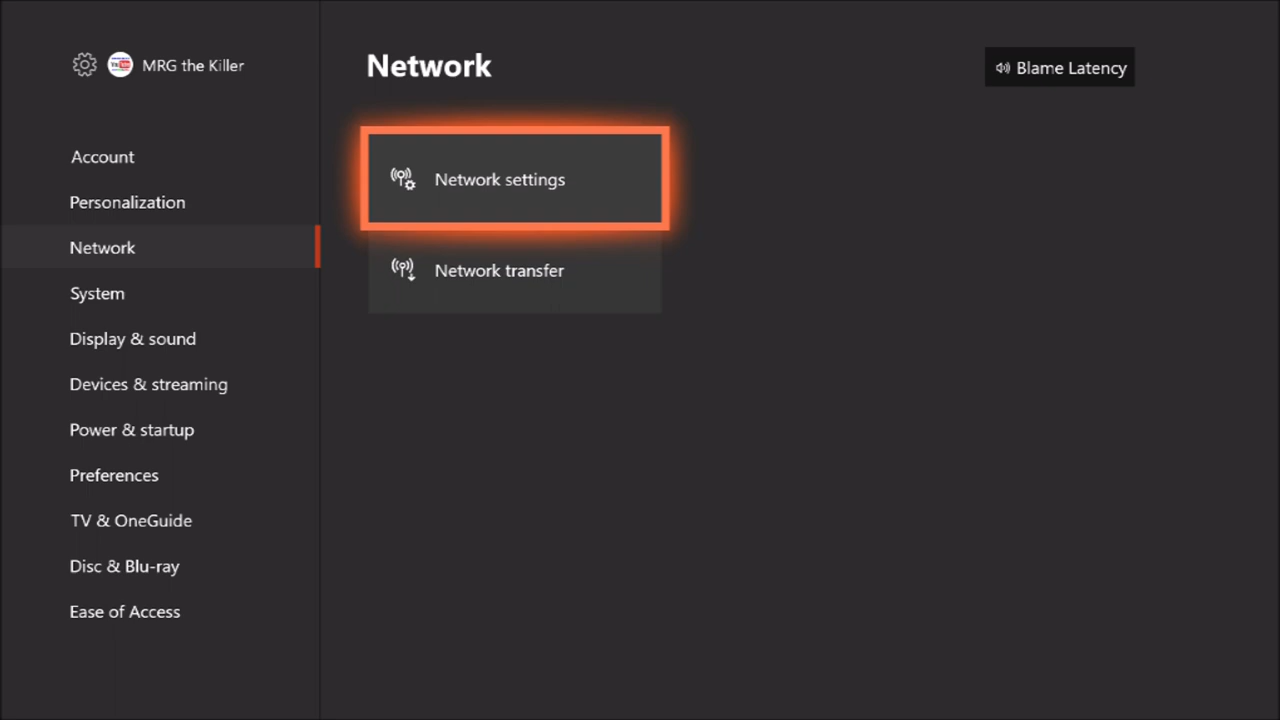 MRG the Killer
Account
Personalization
Network
System
Display & sound
Devices & streaming
Power & startup
Preferences
TV & OneGuide
Disc & Blu-ray
Ease of Access
Network
Network settings
Network transfer
Blame Latency